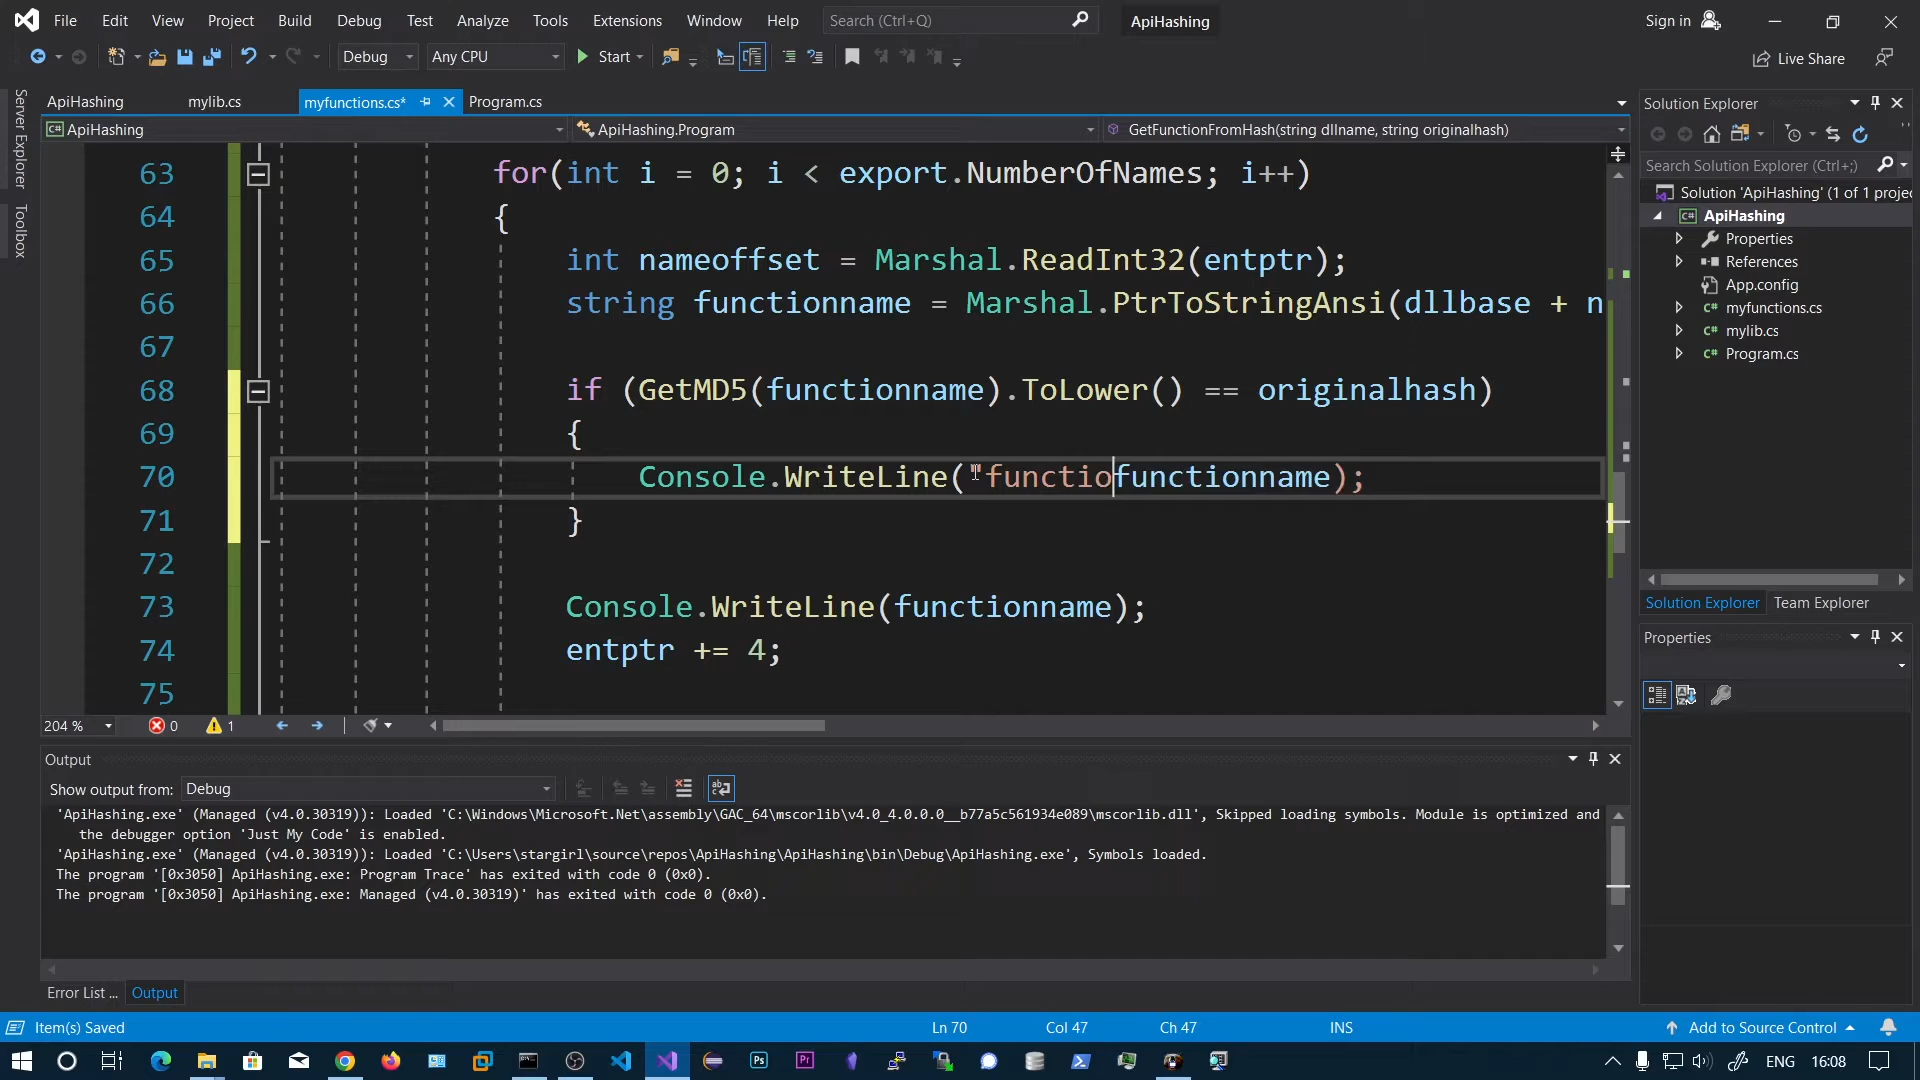 File Edit View Project Build Debug Test Analyze Tools Extensions Window Help Search (Ctrl+Q) ApiHashing Sign in
Debug Any CPU Start Live Share
Server Explorer
Toolbox
ApiHashing mylib.cs myfunctions.cs* Program.cs
C# ApiHashing ApiHashing.Program GetFunctionFromHash(string dllname, string originalhash)
63 for(int i = 0; i < export.NumberOfNames; i++)
64 {
65 int nameoffset = Marshal.ReadInt32(entptr);
66 string functionname = Marshal.PtrToStringAnsi(dllbase + n
67
68 if (GetMD5(functionname).ToLower() == originalhash)
69 {
70 Console.WriteLine("functiofunctionname);
71 }
72
73 Console.WriteLine(functionname);
74 entptr += 4;
75
204 % 0 1
Output
Show output from: Debug
'ApiHashing.exe' (Managed (v4.0.30319)): Loaded 'C:\Windows\Microsoft.Net\assembly\GAC_64\mscorlib\v4.0_4.0.0.0__b77a5c561934e089\mscorlib.dll', Skipped loading symbols. Module is optimized and
the debugger option 'Just My Code' is enabled.
'ApiHashing.exe' (Managed (v4.0.30319)): Loaded 'C:\Users\stargirl\source\repos\ApiHashing\ApiHashing\bin\Debug\ApiHashing.exe', Symbols loaded.
The program '[0x3050] ApiHashing.exe: Program Trace' has exited with code 0 (0x0).
The program '[0x3050] ApiHashing.exe: Managed (v4.0.30319)' has exited with code 0 (0x0).
Error List ... Output
Solution Explorer
Search Solution Explorer (Ctrl+;)
Solution 'ApiHashing' (1 of 1 projec
C# ApiHashing
Properties
References
App.config
C# myfunctions.cs
C# mylib.cs
C# Program.cs
Solution Explorer Team Explorer
Properties
Item(s) Saved Ln 70 Col 47 Ch 47 INS Add to Source Control
Ps Pr ENG 16:08